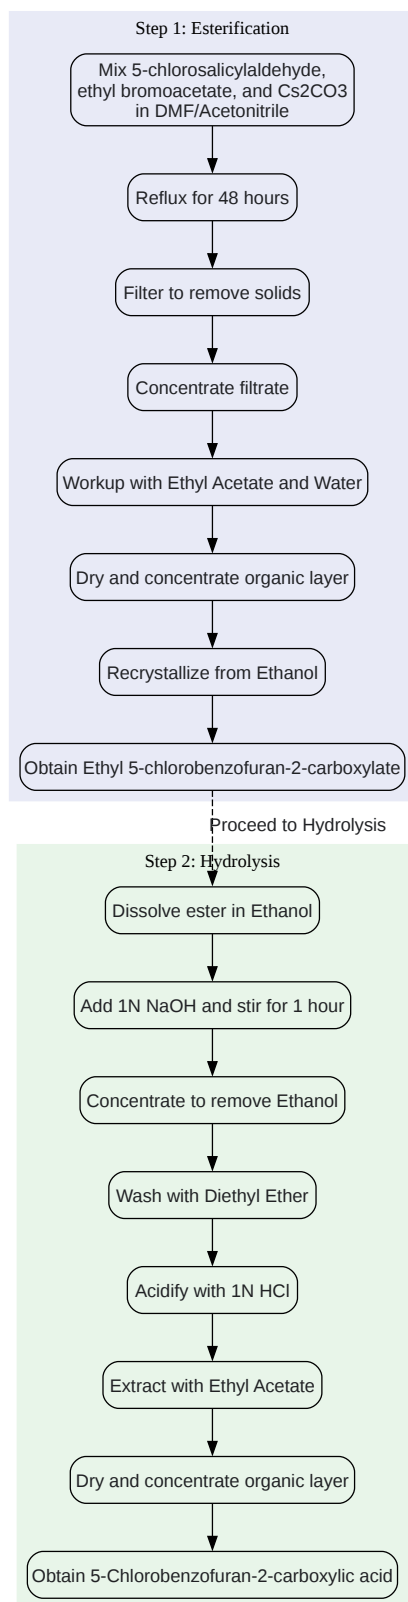 Step 1: Esterification
Mix 5-chlorosalicylaldehyde,
ethyl bromoacetate, and Cs2CO3
in DMF/Acetonitrile
Reflux for 48 hours
Filter to remove solids
Concentrate filtrate
Workup with Ethyl Acetate and Water
Dry and concentrate organic layer
Recrystallize from Ethanol
Obtain Ethyl 5-chlorobenzofuran-2-carboxylate
Proceed to Hydrolysis
Step 2: Hydrolysis
Dissolve ester in Ethanol
Add 1N NaOH and stir for 1 hour
Concentrate to remove Ethanol
Wash with Diethyl Ether
Acidify with 1N HCl
Extract with Ethyl Acetate
Dry and concentrate organic layer
Obtain 5-Chlorobenzofuran-2-carboxylic acid